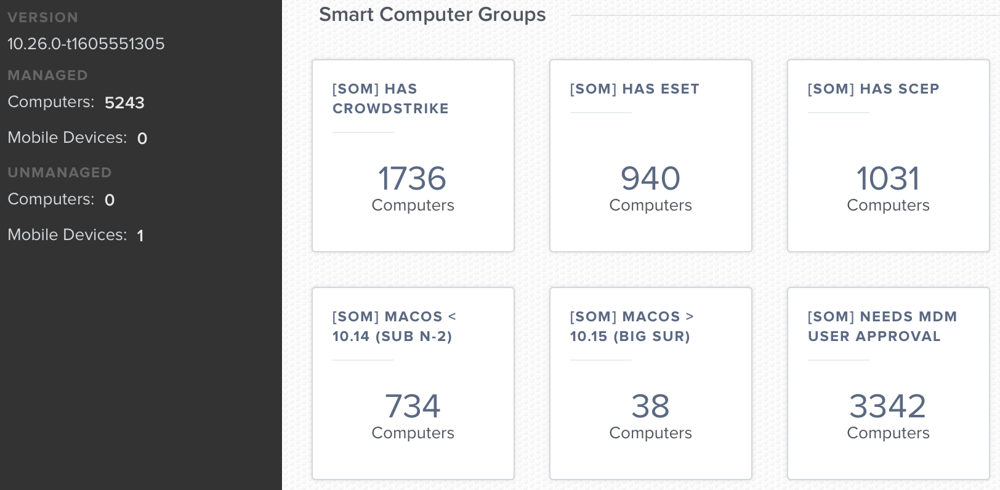 VERSION
10.26.0-t1605551305
MANAGED
Computers: 5243
Mobile Devices: 0
UNMANAGED
Computers: 0
Mobile Devices: 1
Smart Computer Groups
[SOM] HAS
CROWDSTRIKE
1736
Computers
[SOM] HAS ESET
940
Computers
[SOM] HAS SCEP
1031
Computers
[SOM] MACOS <
10.14 (SUB N-2)
734
Computers
[SOM] MACOS >
10.15 (BIG SUR)
38
Computers
[SOM] NEEDS MDM
USER APPROVAL
3342
Computers